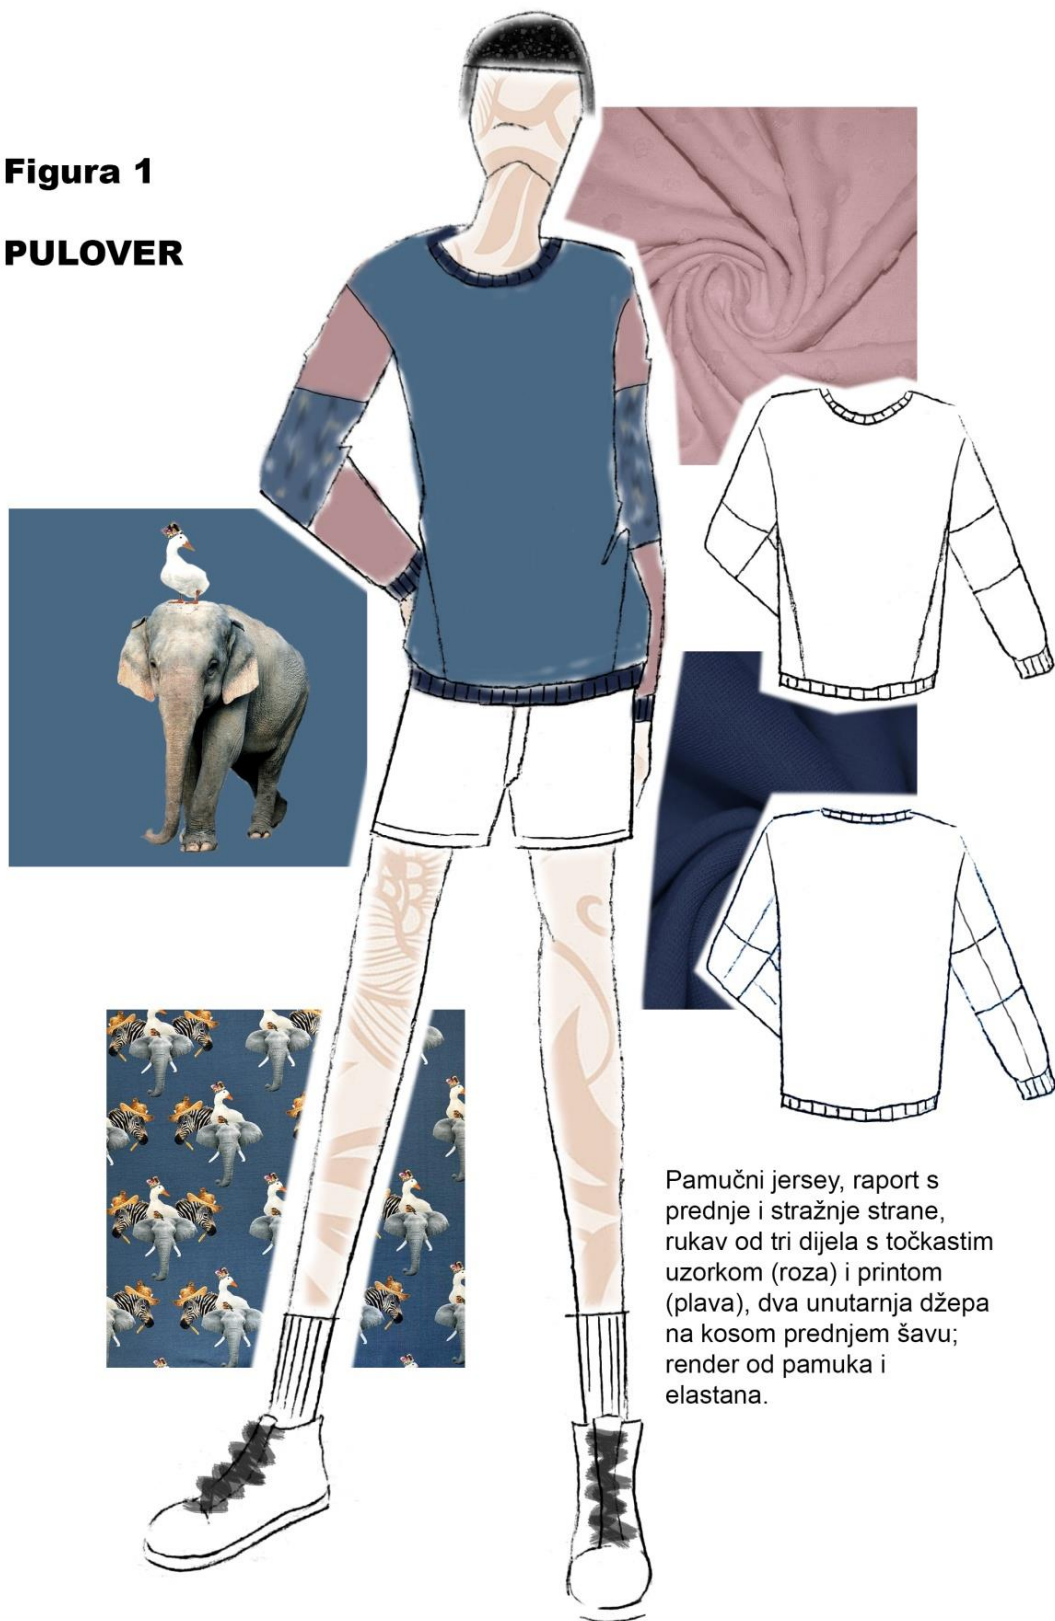 Figura 1
PULOVER
Pamučni jersey, raport s
prednje i stražnje strane,
rukav od tri dijela s točkastim
uzorkom (roza) i printom
(plava), dva unutarnja džepa
na kosom prednjem šavu;
render od pamuka i
elastana.